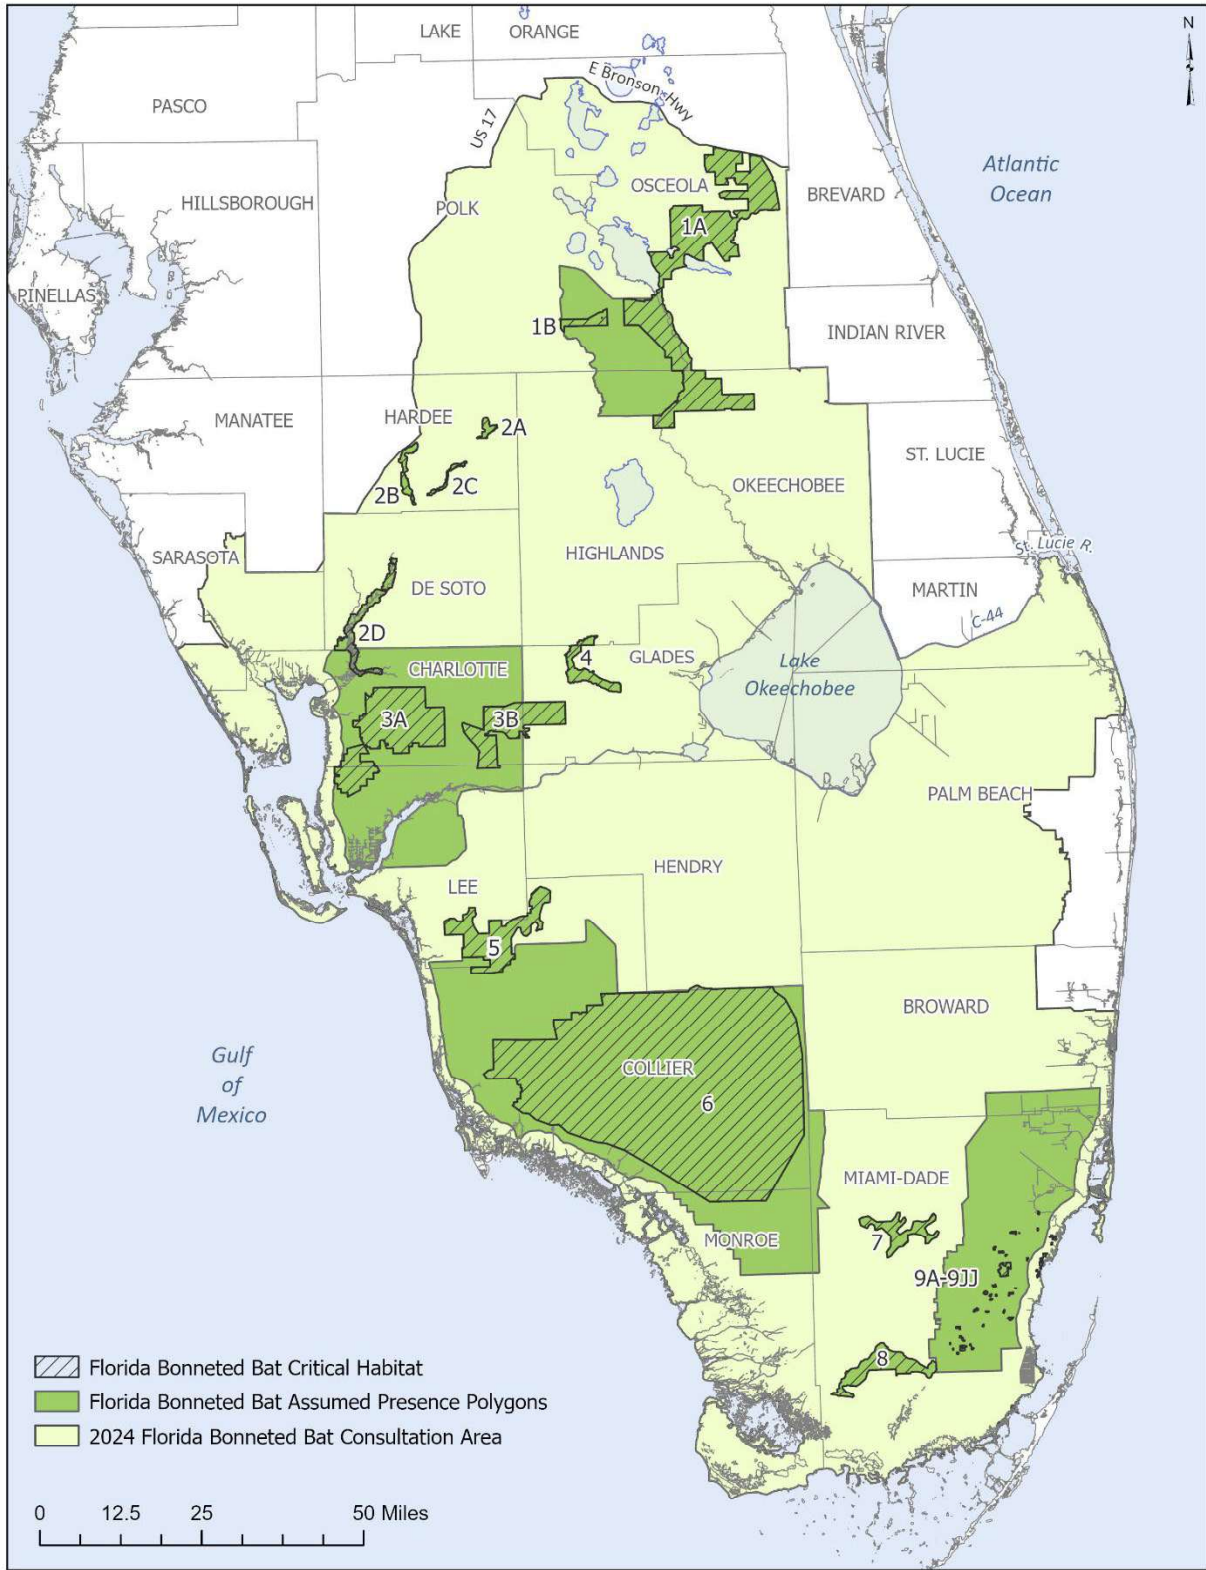 LAKE
ORANGE
N
E Bronson Hwy
PASCO
US 17
Atlantic
Ocean
OSCEOLA
BREVARD
HILLSBOROUGH
POLK
1A
PINELLAS
1B
INDIAN RIVER
MANATEE
HARDEE
2A
ST. LUCIE
2B
2C
OKEECHOBEE
St. Lucie R.
SARASOTA
HIGHLANDS
DE SOTO
MARTIN
C-44
2D
CHARLOTTE
4
GLADES
Lake
Okeechobee
3A
3B
PALM BEACH
HENDRY
LEE
5
BROWARD
Gulf
of
Mexico
COLLIER
6
MIAMI-DADE
MONROE
7
9A-9JJ
8
Florida Bonneted Bat Critical Habitat
Florida Bonneted Bat Assumed Presence Polygons
2024 Florida Bonneted Bat Consultation Area
0 12.5 25 50 Miles